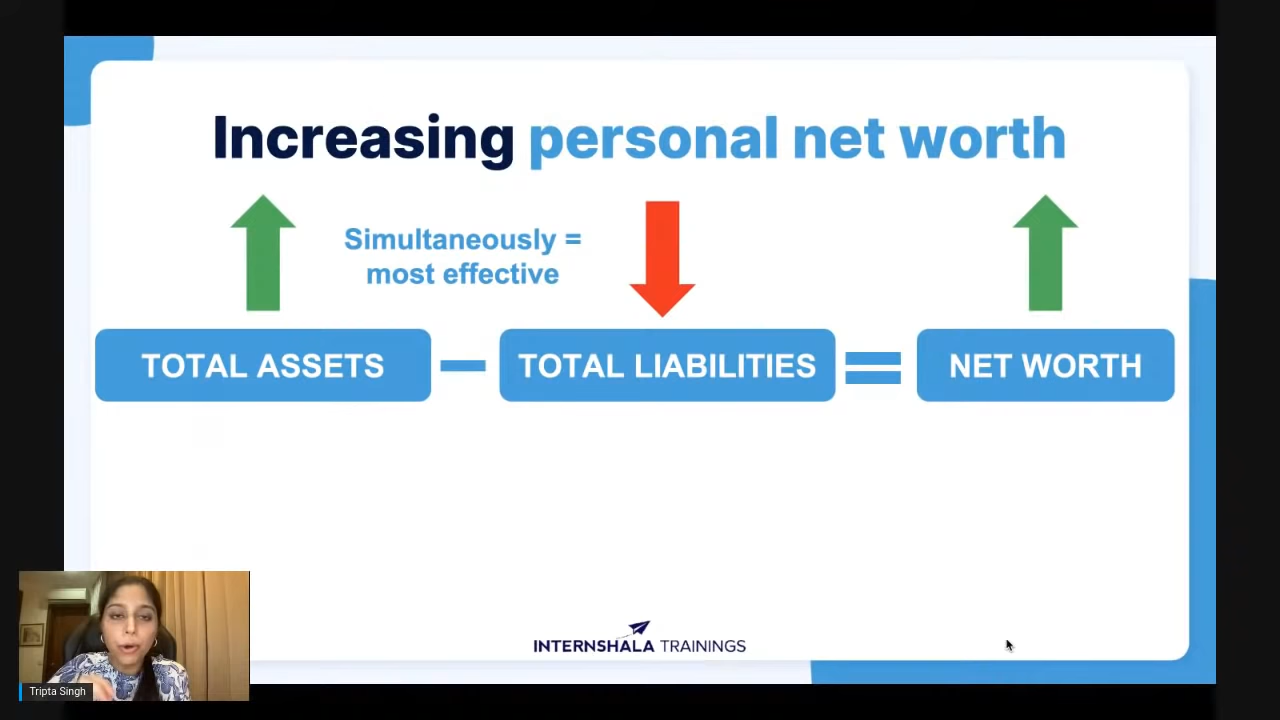 Increasing personal net worth
Simultaneously =
most effective
TOTAL ASSETS
TOTAL LIABILITIES
NET WORTH
INTERNSHALA TRAININGS
Tripta Singh